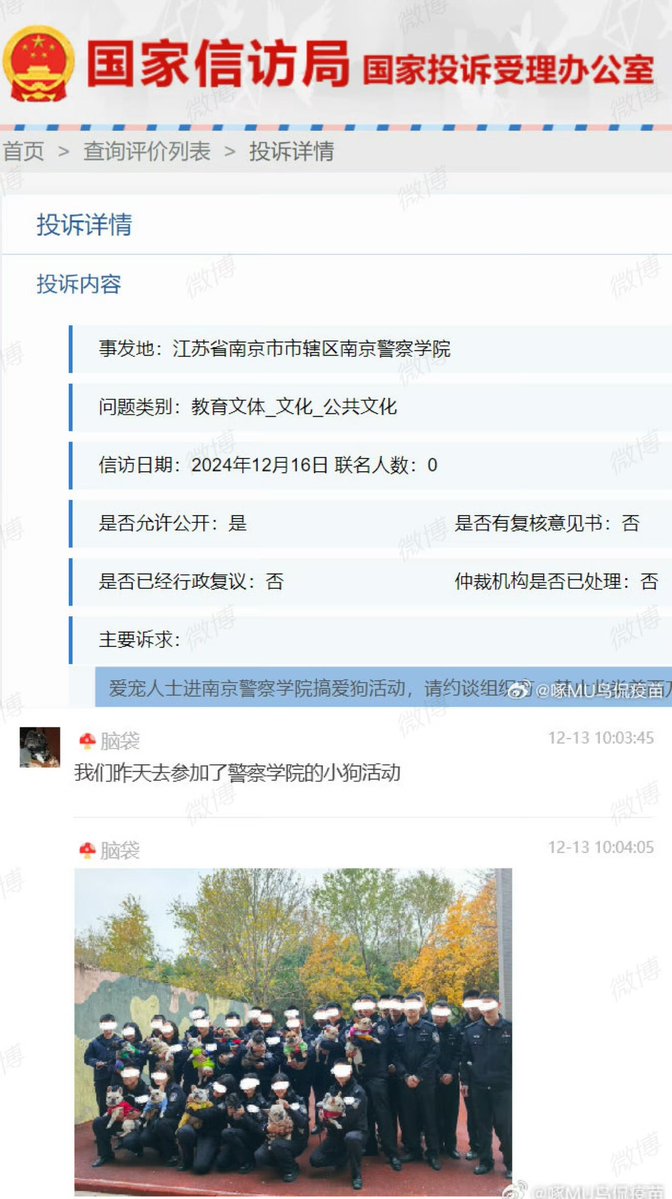 国家信访局 国家投诉受理办公室
首页 > 查询评价列表 > 投诉详情
投诉详情
投诉内容
事发地：江苏省南京市市辖区南京警察学院
问题类别：教育文体_文化_公共文化
信访日期：2024年12月16日 联名人数：0
是否允许公开：是 是否有复核意见书：否
是否已经行政复议：否 仲裁机构是否已处理：否
主要诉求：
爱宠人士进南京警察学院搞爱狗活动，请约谈组织
@啄MU鸟侃疫苗
脑袋 12-13 10:03:45
我们昨天去参加了警察学院的小狗活动
脑袋 12-13 10:04:05
@啄MU鸟侃疫苗
微博